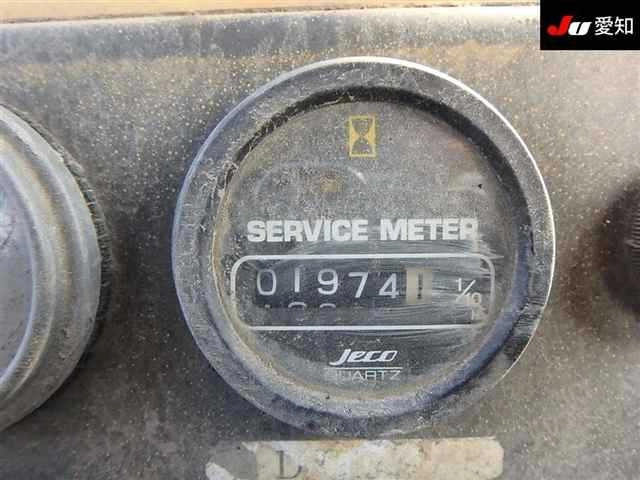 JU 愛知
SERVICE METER
01974 1/10
Jeco
QUARTZ